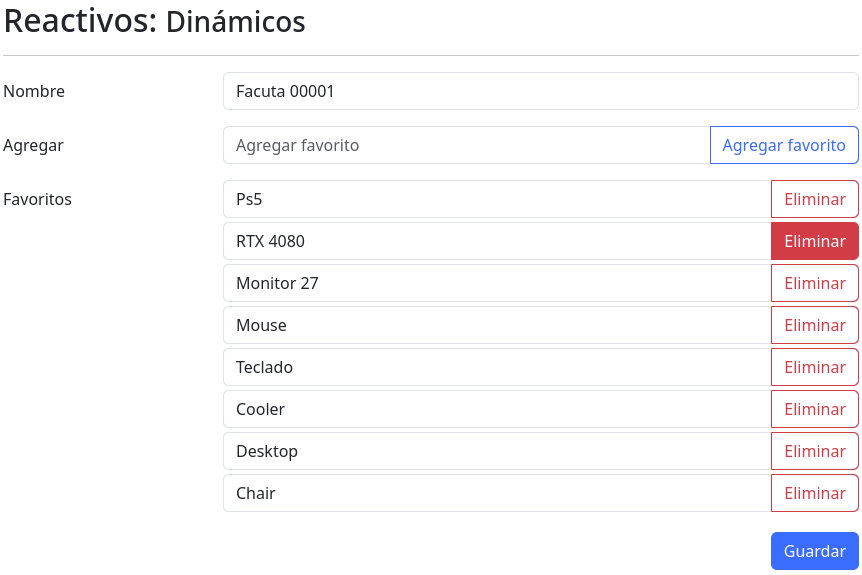 Reactivos: Dinámicos
Nombre Facuta 00001
Agregar Agregar favorito Agregar favorito
Favoritos Ps5 Eliminar
RTX 4080 Eliminar
Monitor 27 Eliminar
Mouse Eliminar
Teclado Eliminar
Cooler Eliminar
Desktop Eliminar
Chair Eliminar
Guardar